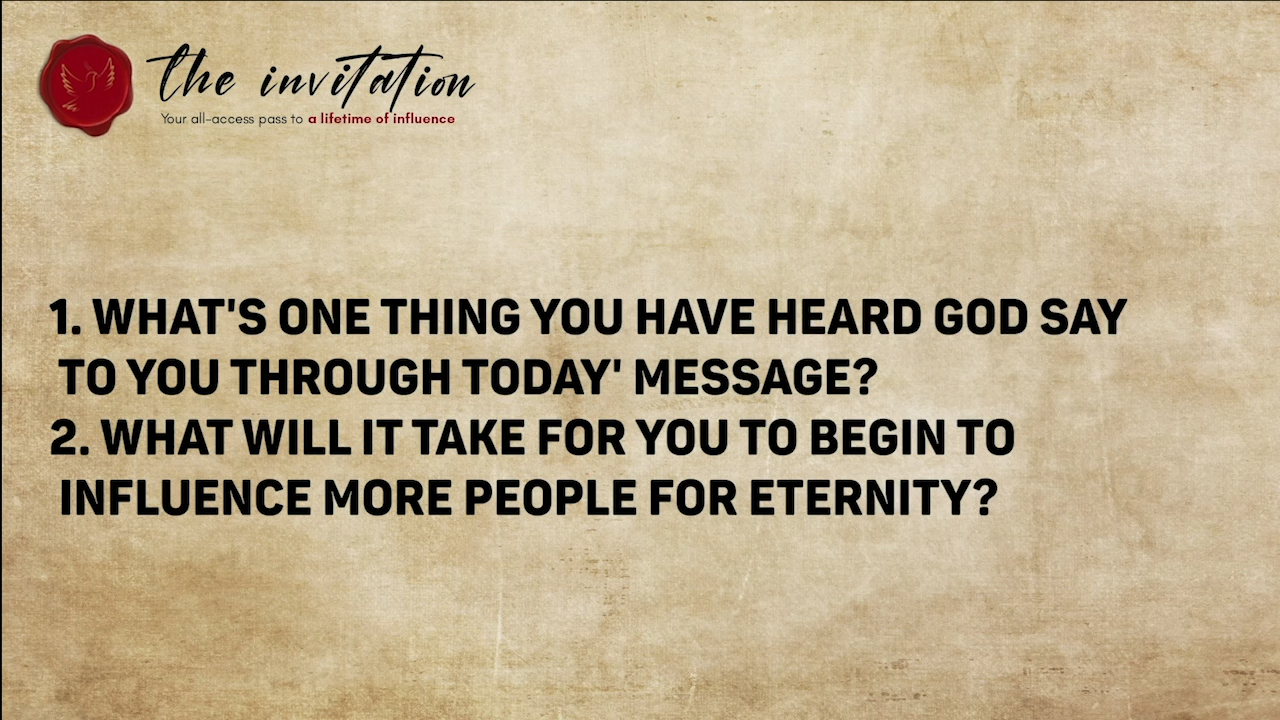 the invitation
Your all-access pass to a lifetime of influence
1. WHAT'S ONE THING YOU HAVE HEARD GOD SAY
TO YOU THROUGH TODAY' MESSAGE?
2. WHAT WILL IT TAKE FOR YOU TO BEGIN TO
INFLUENCE MORE PEOPLE FOR ETERNITY?